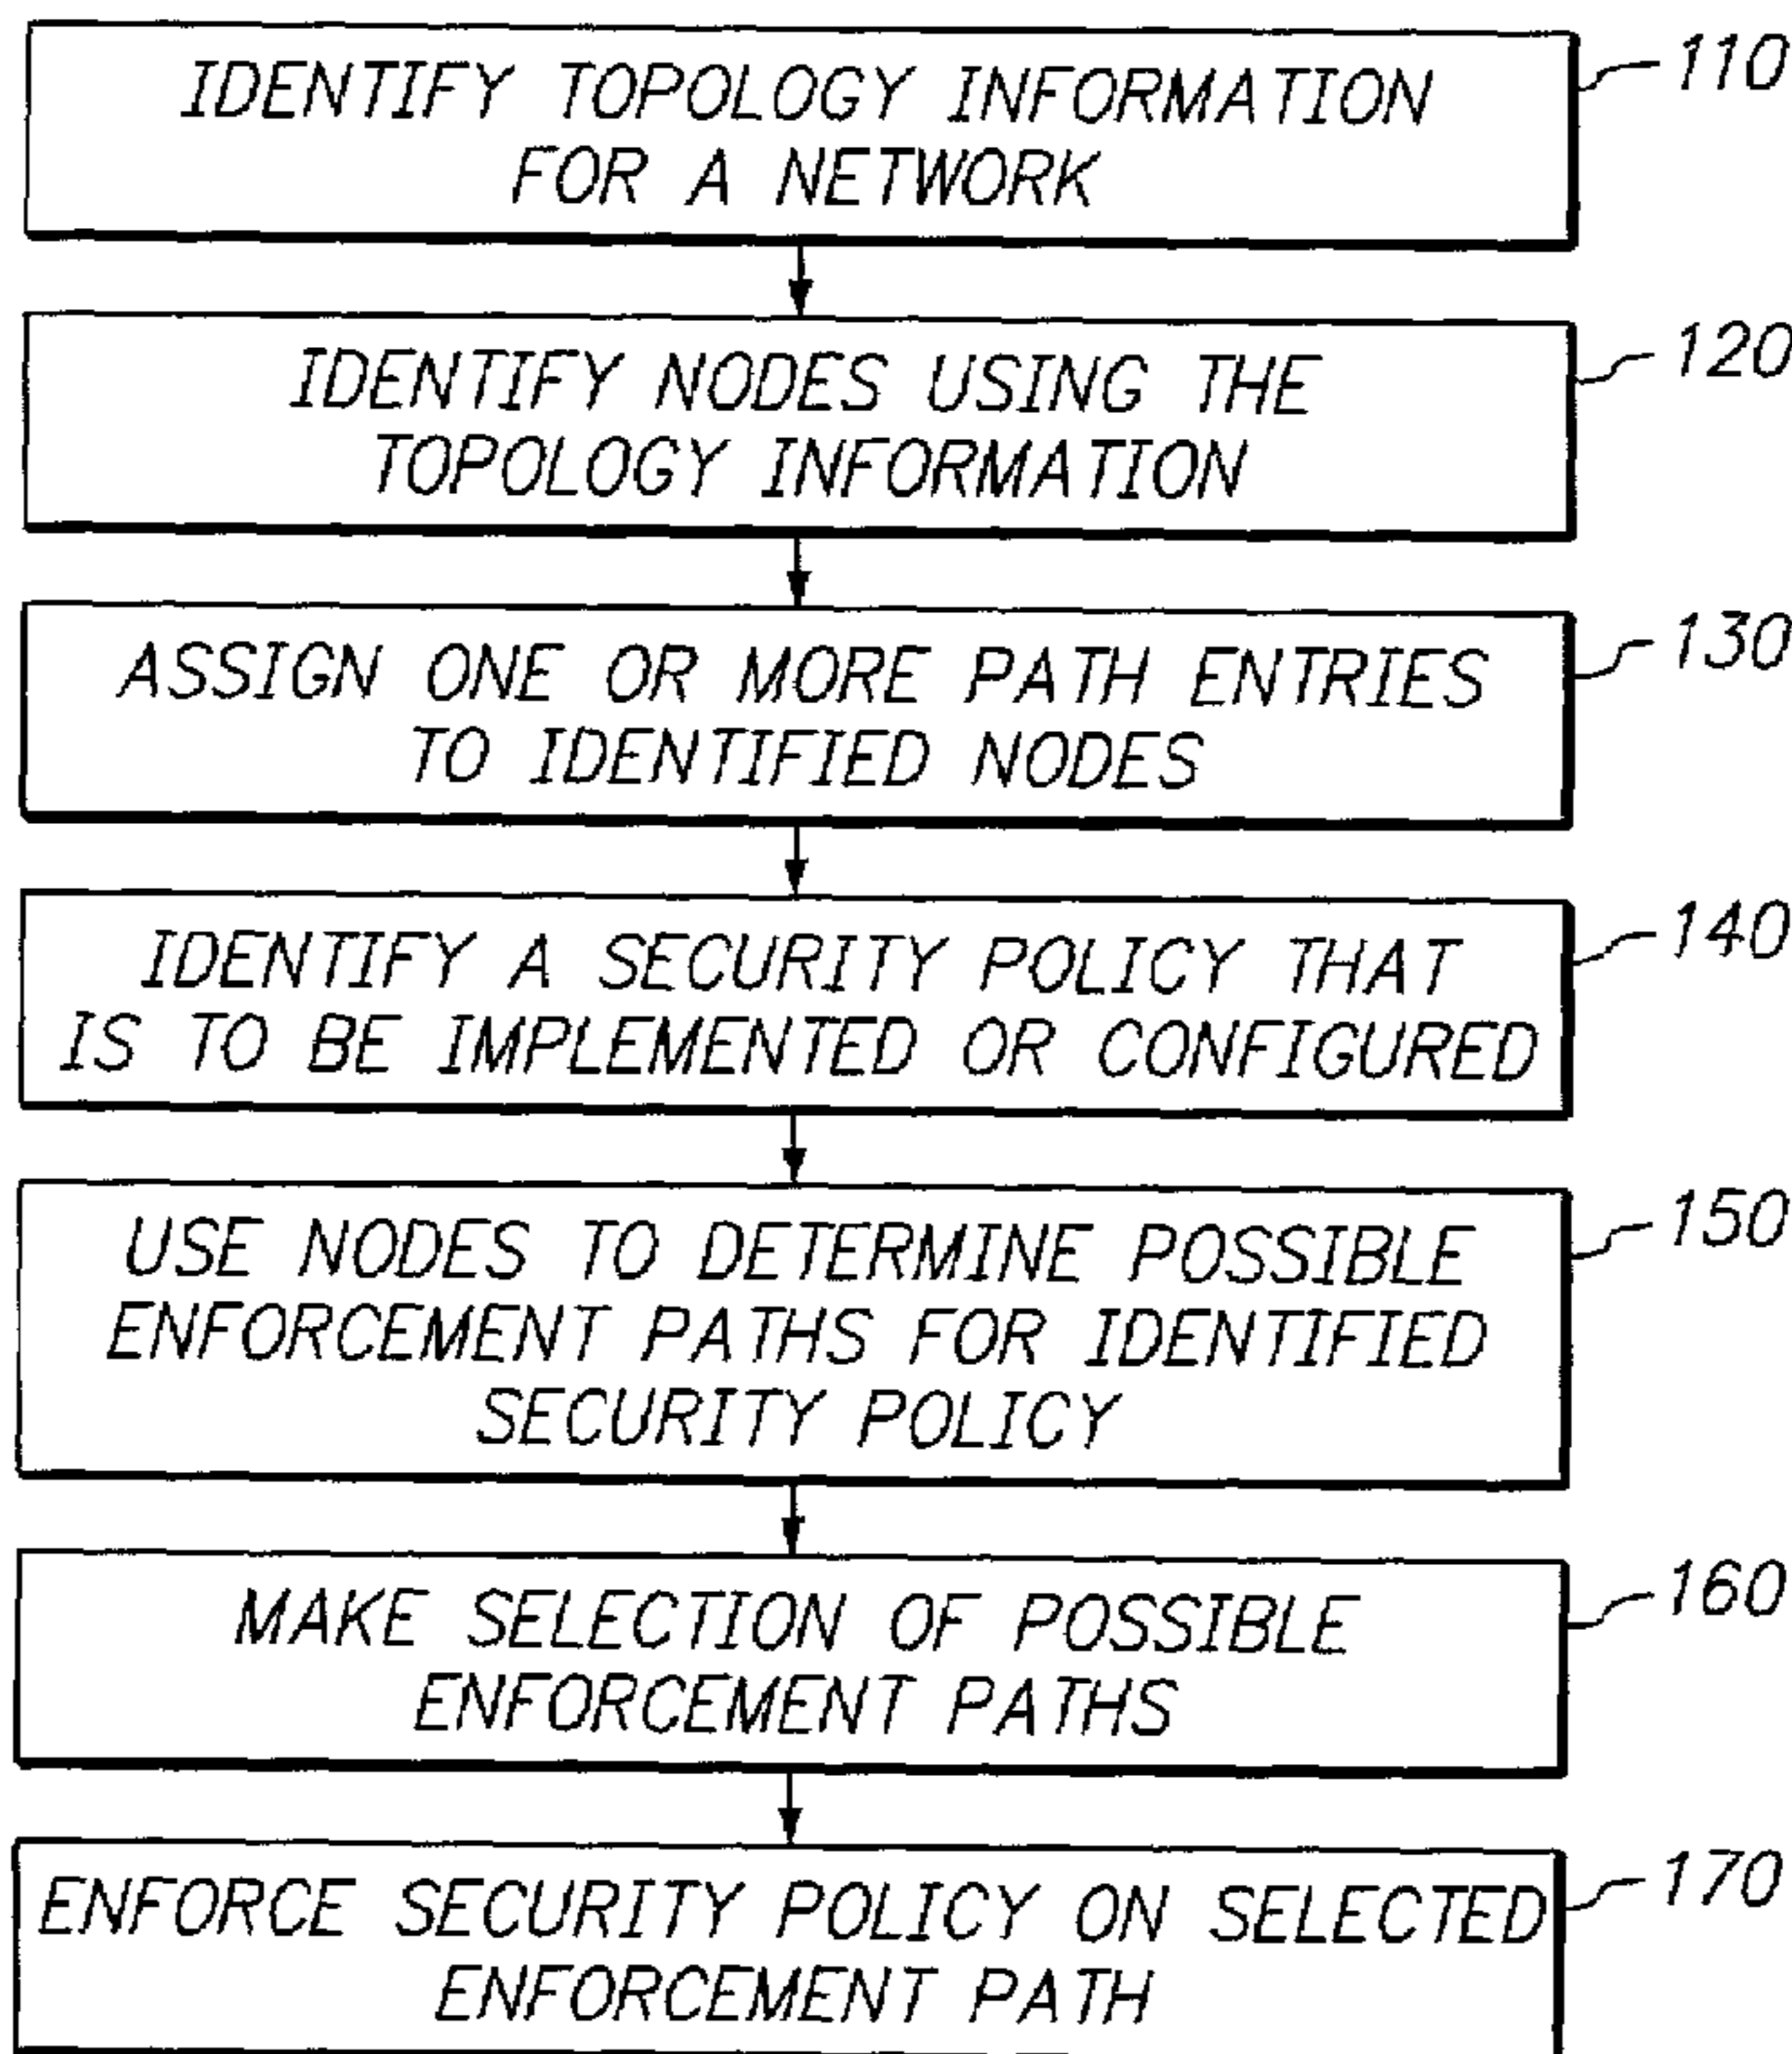 IDENTIFY TOPOLOGY INFORMATION
FOR A NETWORK
110
IDENTIFY NODES USING THE
TOPOLOGY INFORMATION
120
ASSIGN ONE OR MORE PATH ENTRIES
TO IDENTIFIED NODES
130
IDENTIFY A SECURITY POLICY THAT
IS TO BE IMPLEMENTED OR CONFIGURED
140
USE NODES TO DETERMINE POSSIBLE
ENFORCEMENT PATHS FOR IDENTIFIED
SECURITY POLICY
150
MAKE SELECTION OF POSSIBLE
ENFORCEMENT PATHS
160
ENFORCE SECURITY POLICY ON SELECTED
ENFORCEMENT PATH
170